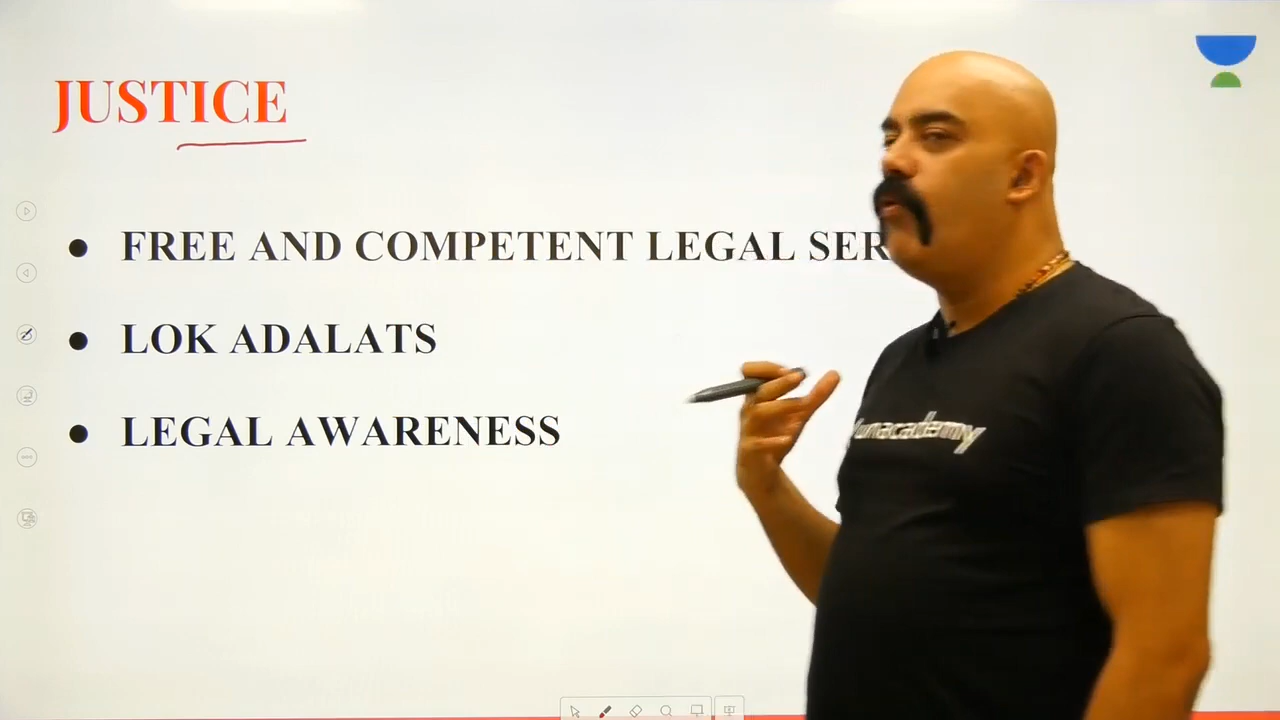 JUSTICE
• FREE AND COMPETENT LEGAL SER
• LOK ADALATS
• LEGAL AWARENESS
unacademy